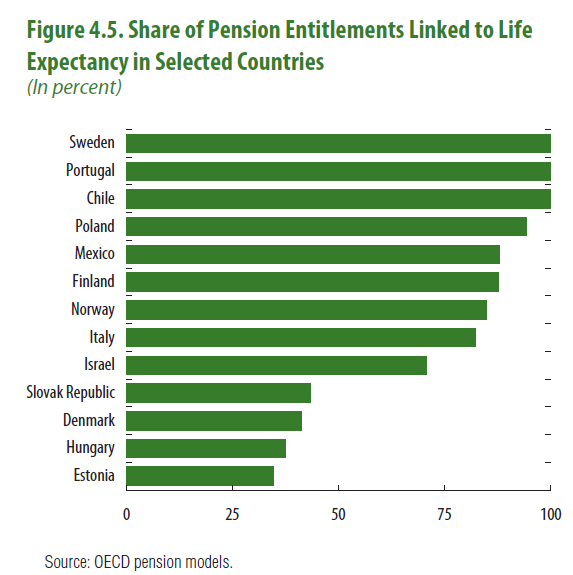 Figure 4.5. Share of Pension Entitlements Linked to Life
Expectancy in Selected Countries
(In percent)
Sweden
Portugal
Chile
Poland
Mexico
Finland
Norway
Italy
Israel
Slovak Republic
Denmark
Hungary
Estonia
0 25 50 75 100
Source: OECD pension models.